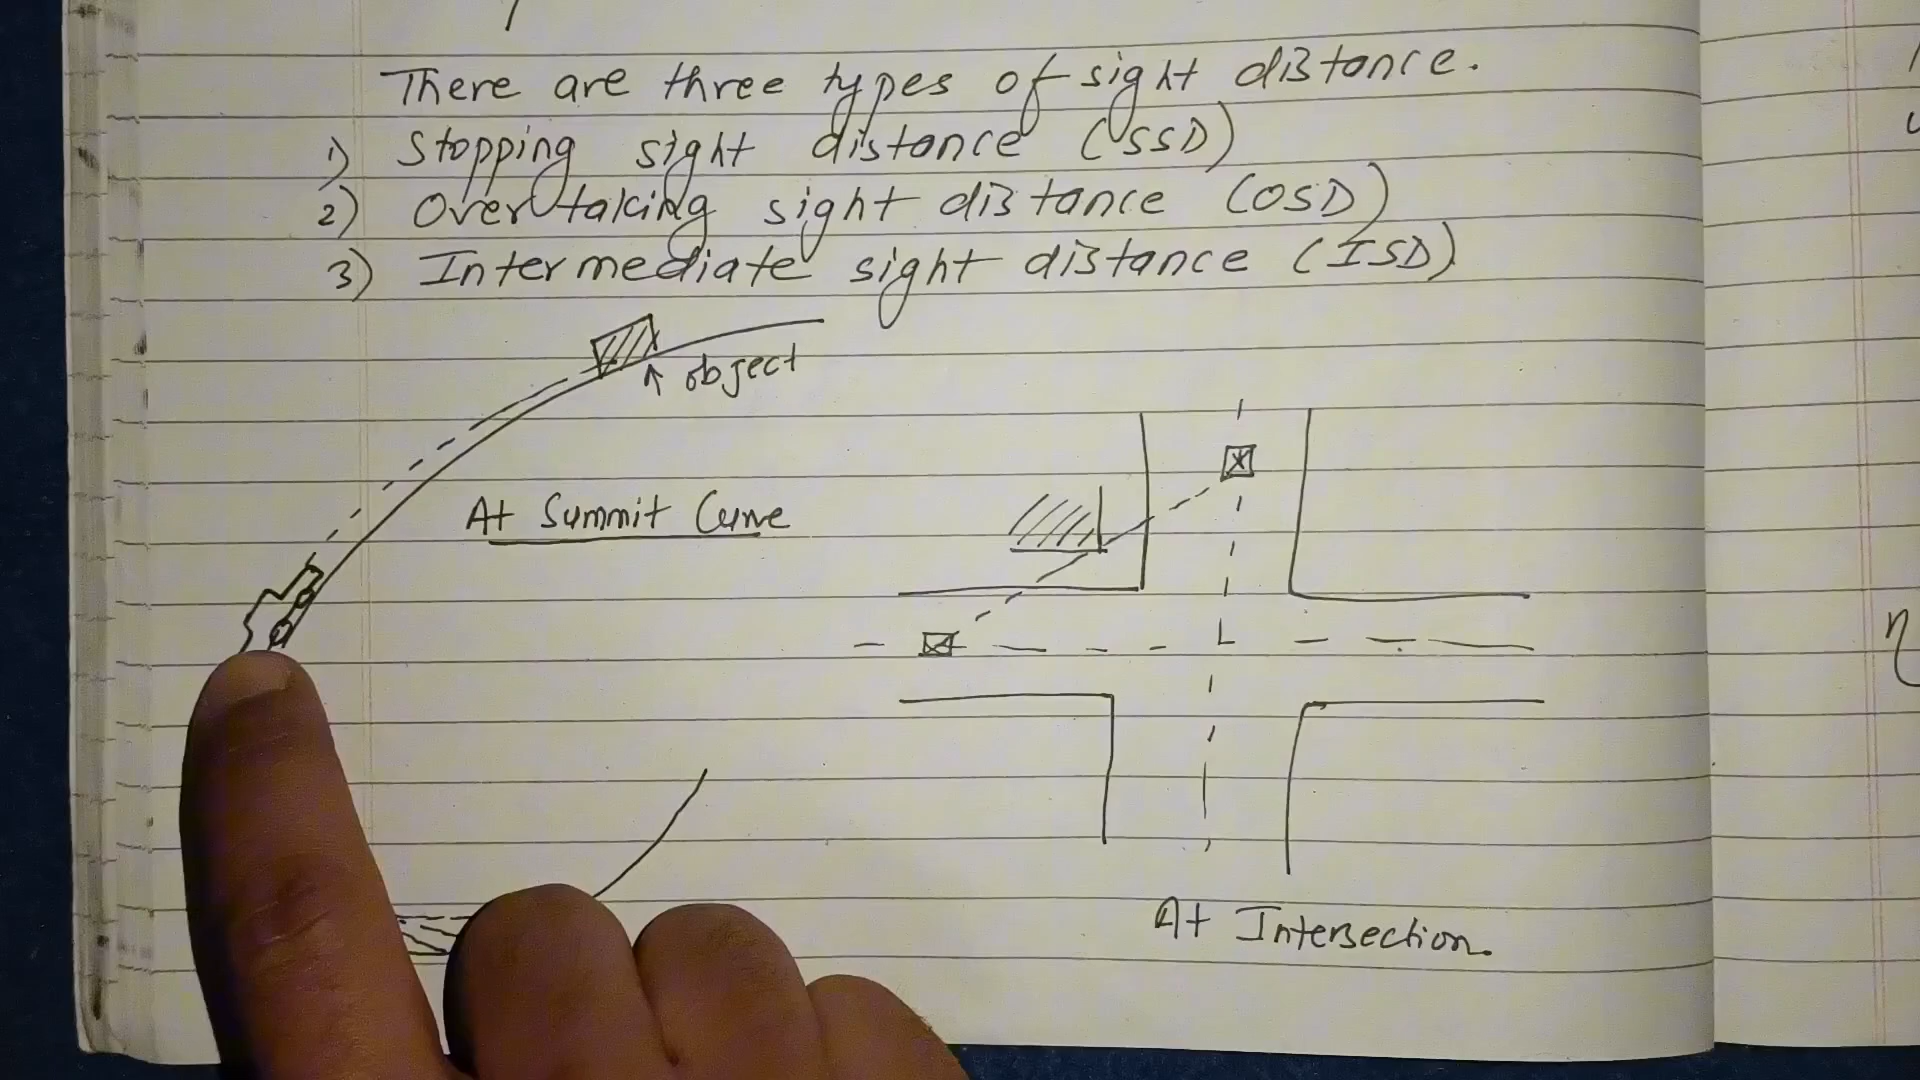 There are three types of sight distance.
1) Stopping sight distance (SSD)
2) Overtaking sight distance (OSD)
3) Intermediate sight distance (ISD)
object
At Summit Curve
At Intersection.